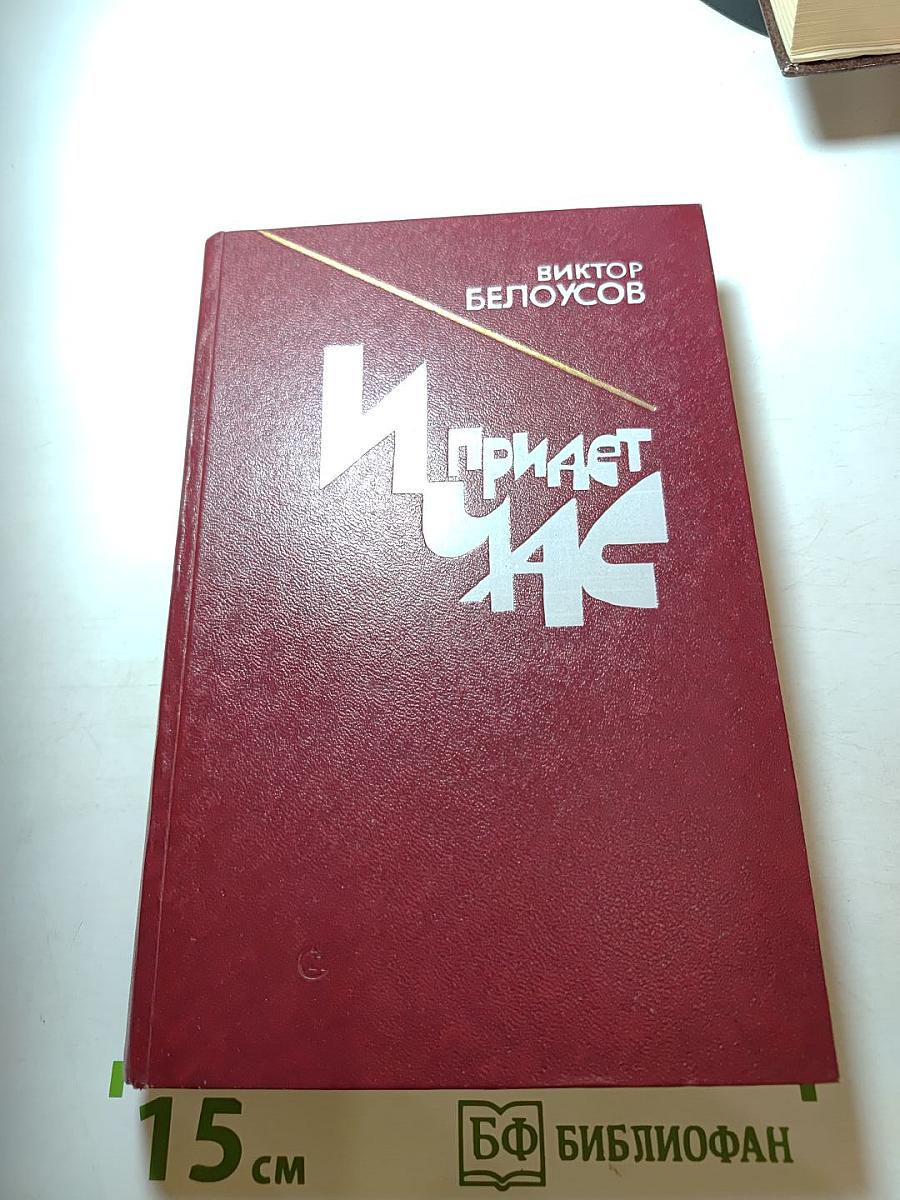 ВИКТОР
БЕЛОУСОВ
И ПРИДЕТ
ЧАС
15 см
БФ БИБЛИОФАН